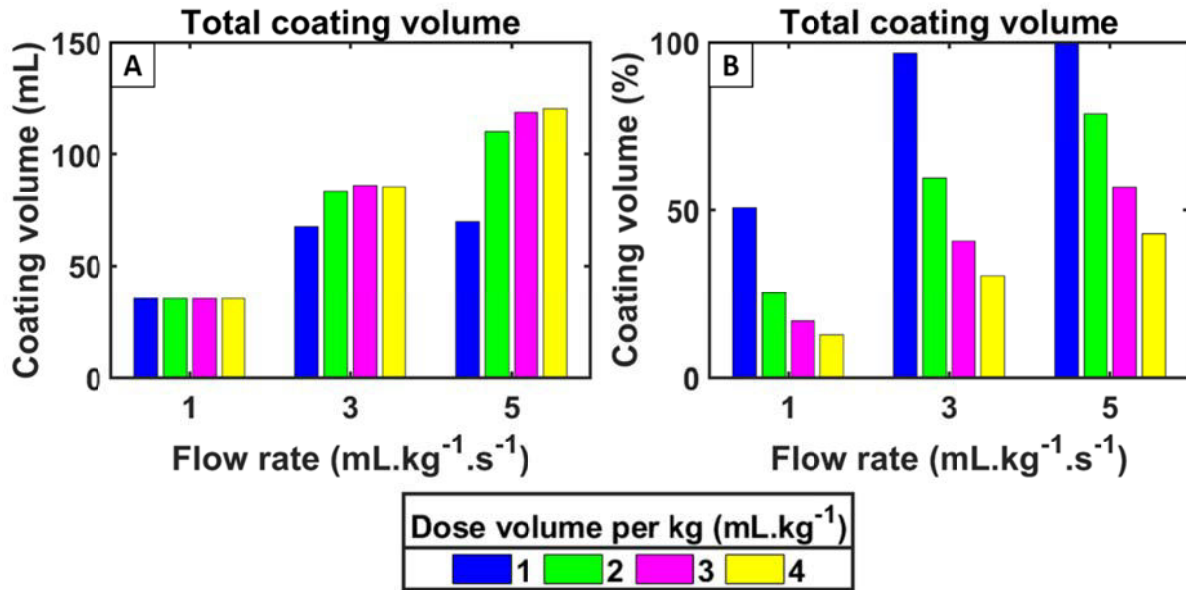 Total coating volume
A
Coating volume (mL)
150
100
50
0
1 3 5
Flow rate (mL.kg⁻¹.s⁻¹)
Total coating volume
B
Coating volume (%)
100
50
0
1 3 5
Flow rate (mL.kg⁻¹.s⁻¹)
Dose volume per kg (mL.kg⁻¹)
1 2 3 4